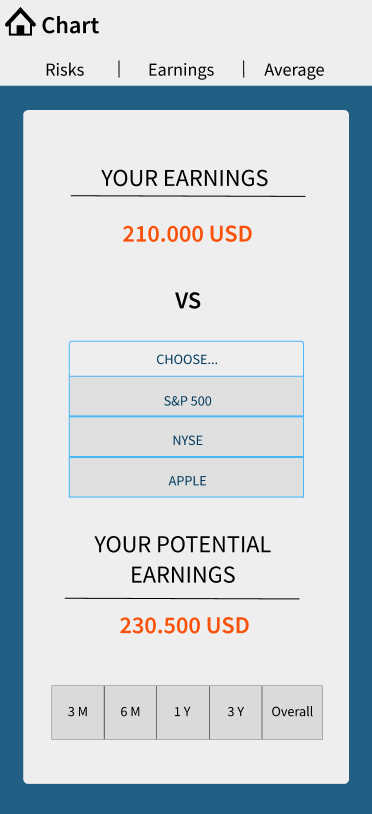 Chart
Risks | Earnings | Average
YOUR EARNINGS
210.000 USD
VS
CHOOSE...
S&P 500
NYSE
APPLE
YOUR POTENTIAL
EARNINGS
230.500 USD
3 M 6 M 1 Y 3 Y Overall